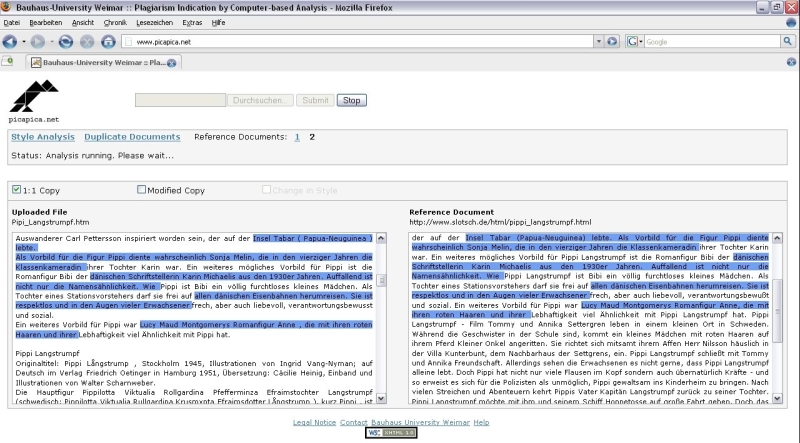 Bauhaus-University Weimar :: Plagiarism Indication by Computer-based Analysis - Mozilla Firefox
Datei Bearbeiten Ansicht Chronik Lesezeichen Extras Hilfe
www.picapica.net
Google
Bauhaus-University Weimar :: Pla...
Durchsuchen... Submit Stop
picapica.net
Style Analysis Duplicate Documents Reference Documents: 1 2
Status: Analysis running. Please wait...
1:1 Copy Modified Copy Change in Style
Uploaded File
Pipi_Langstrumpf.htm
Auswanderer Carl Pettersson inspiriert worden sein, der auf der Insel Tabar ( Papua-Neuguinea )
lebte.
Als Vorbild für die Figur Pippi diente wahrscheinlich Sonja Melin, die in den vierziger Jahren die
Klassenkameradin ihrer Tochter Karin war. Ein weiteres mögliches Vorbild für Pippi ist die
Romanfigur Bibi der dänischen Schriftstellerin Karin Michaelis aus den 1930er Jahren. Auffallend ist
nicht nur die Namensähnlichkeit. Wie Pippi ist Bibi ein völlig furchtloses kleines Mädchen. Als
Tochter eines Stationsvorstehers darf sie frei auf allen dänischen Eisenbahnen herumreisen. Sie ist
respektlos und in den Augen vieler Erwachsener frech, aber auch liebevoll, verantwortungsbewußt
und sozial.
Ein weiteres Vorbild für Pippi war Lucy Maud Montgomerys Romanfigur Anne , die mit ihren roten
Haaren und ihrer Lebhaftigkeit viel Ähnlichkeit mit Pippi hat.
Pippi Langstrumpf
Originaltitel: Pippi Långstrump , Stockholm 1945, Illustrationen von Ingrid Vang-Nyman; auf
Deutsch im Verlag Friedrich Oetinger in Hamburg 1951, Übersetzung: Cäcilie Heinig, Einband und
Illustrationen von Walter Scharnweber.
Die Hauptfigur Pippilotta Viktualia Rollgardina Pfefferminza Efraimstochter Langstrumpf
(schwedisch: Pippilotta Viktualia Rullgardina Krusmynta Efraimsdotter Långstrump ), kurz Pippi , ist
Reference Document
http://www.slotsch.de/html/pippi_langstrumpf.html
der auf der Insel Tabar (Papua-Neuguinea) lebte. Als Vorbild für die Figur Pippi diente
wahrscheinlich Sonja Melin, die in den vierziger Jahren die Klassenkameradin ihrer Tochter Karin
war. Ein weiteres mögliches Vorbild für Pippi Langstrumpf ist die Romanfigur Bibi der dänischen
Schriftstellerin Karin Michaelis aus den 1930er Jahren. Auffallend ist nicht nur die
Namensähnlichkeit. Wie Pippi Langstrumpf ist Bibi ein völlig furchtloses kleines Mädchen. Als
Tochter eines Stationsvorstehers darf sie frei auf allen dänischen Eisenbahnen herumreisen. Sie ist
respektlos und in den Augen vieler Erwachsener frech, aber auch liebevoll, verantwortungsbewußt
und sozial. Ein weiteres Vorbild für Pippi war Lucy Maud Montgomerys Romanfigur Anne, die mit
ihren roten Haaren und ihrer Lebhaftigkeit viel Ähnlichkeit mit Pippi Langstrumpf hat. Pippi
Langstrumpf - Film Tommy und Annika Settergren leben in einem kleinen Ort in Schweden.
Während die Geschwister in der Schule sind, kommt ein kleines Mädchen mit roten Haaren auf
ihrem Pferd Kleiner Onkel angeritten. Sie richtet sich mitsamt ihrem Affen Herr Nilsson häuslich in
der Villa Kunterbunt, dem Nachbarhaus der Settgrens, ein. Pippi Langstrumpf schließt mit Tommy
und Annika Freundschaft. Allerdings sehen die Erwachsenen es nicht gerne, dass Pippi Langstrumpf
alleine lebt. Doch Pippi hat nicht nur viele Flausen im Kopf sondern auch übernatürlich Kräfte - und
so erweist es sich für die Polizisten als unmöglich, Pippi gewaltsam ins Kinderheim zu bringen. Nach
vielen Streichen und Abenteuern kehrt Pippis Vater Kapitän Langstrumpf zurück zu seiner Tochter.
Pippi Langstrumpf möchte mit ihm und seinem Schiff Hoppetosse auf große Fahrt gehen. Doch das
Legal Notice Contact Bauhaus University Weimar Help
W3C XHTML 1.0